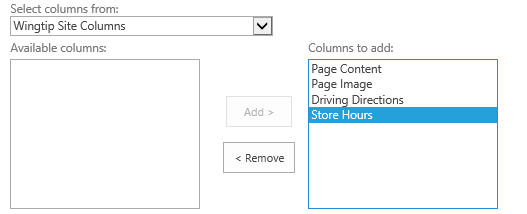 Select columns from:
Wingtip Site Columns
Available columns:
Columns to add:
Page Content
Page Image
Driving Directions
Store Hours
Add >
< Remove